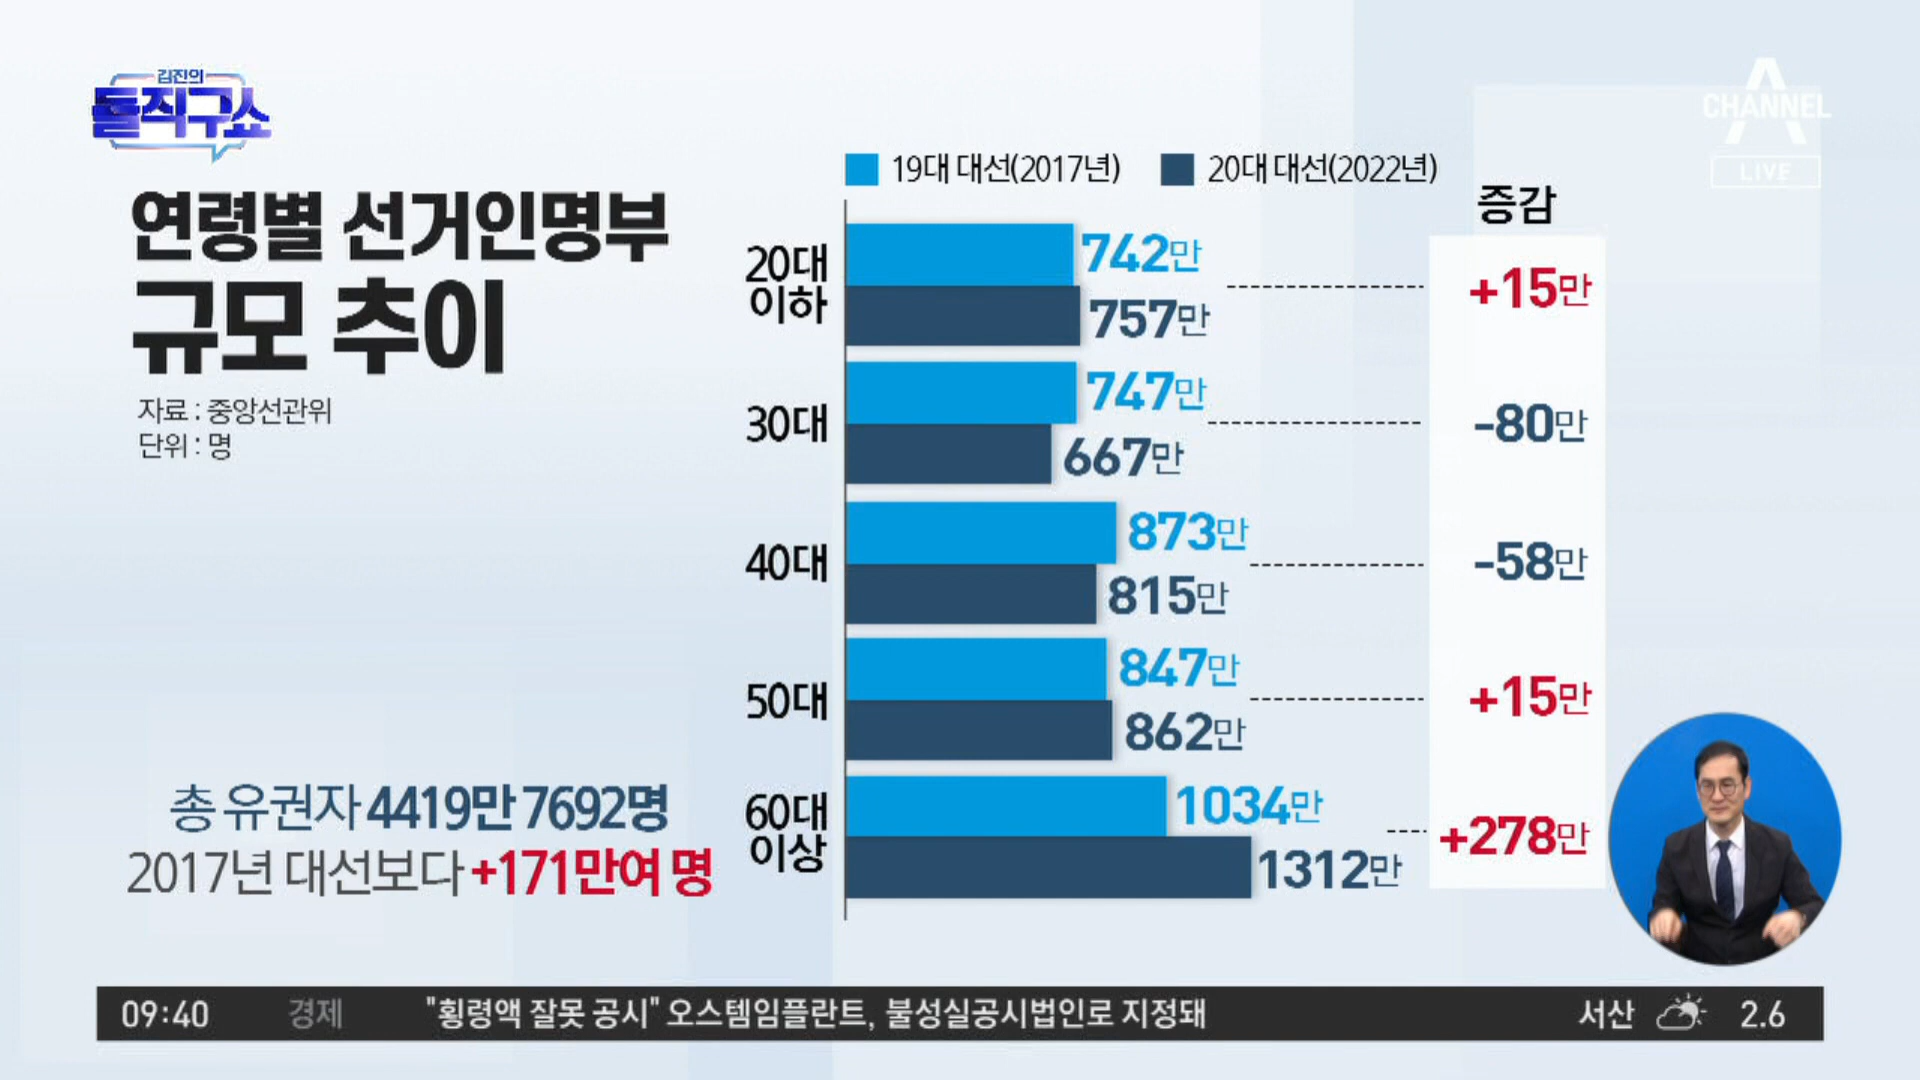 김진의
돌직구쇼
CHANNEL A
LIVE
연령별 선거인명부
규모 추이
자료 : 중앙선관위
단위 : 명
19대 대선(2017년)
20대 대선(2022년)
증감
20대
이하
742만
757만
+15만
30대
747만
667만
-80만
40대
873만
815만
-58만
50대
847만
862만
+15만
60대
이상
1034만
1312만
+278만
총 유권자 4419만 7692명
2017년 대선보다 +171만여 명
09:40 경제 "횡령액 잘못 공시" 오스템임플란트, 불성실공시법인로 지정돼 서산 2.6